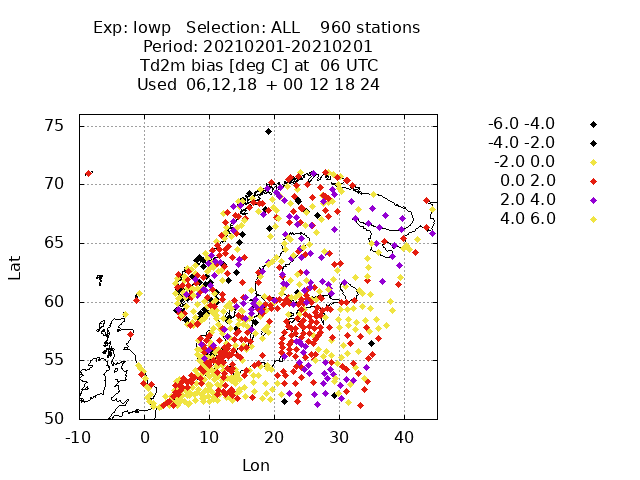 Exp: lowp   Selection: ALL    960 stations
Period: 20210201-20210201
Td2m bias [deg C] at  06 UTC
Used  06,12,18  + 00 12 18 24
75
70
65
60
55
50
-10 0 10 20 30 40
Lat
Lon
-6.0 -4.0
-4.0 -2.0
-2.0 0.0
0.0 2.0
2.0 4.0
4.0 6.0